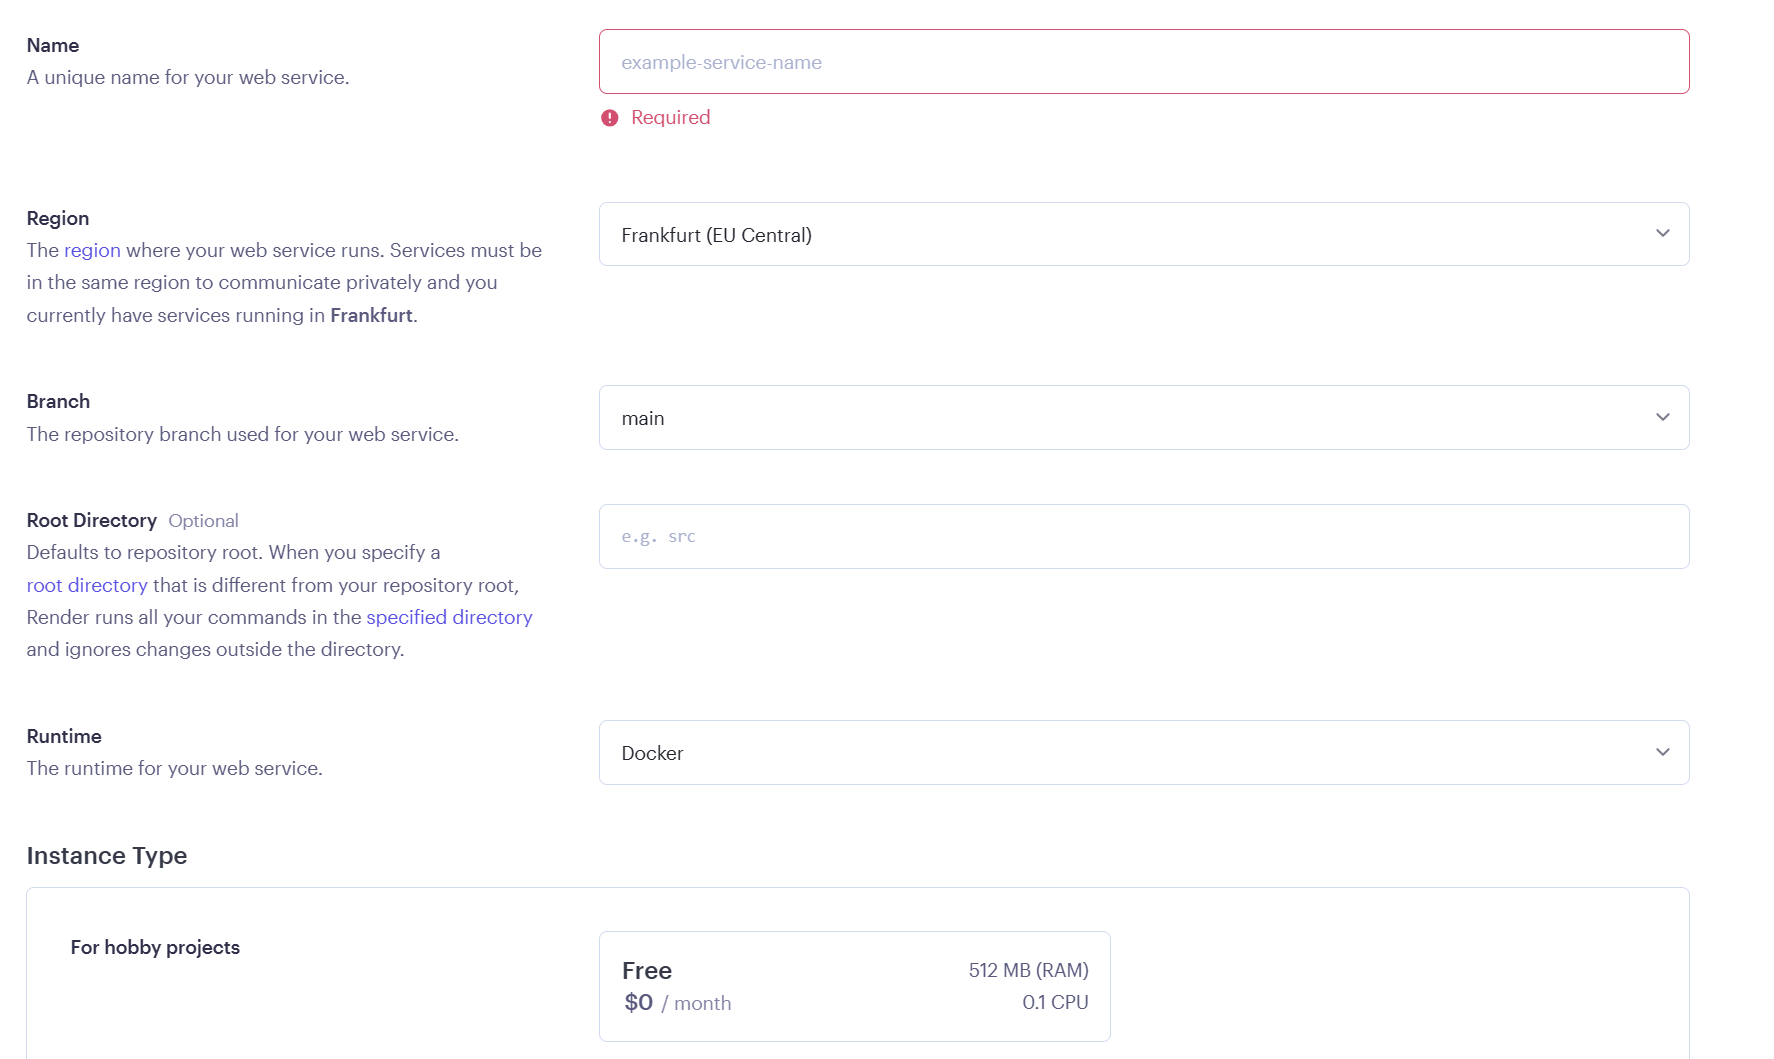 Name
A unique name for your web service.
example-service-name
Required
Region
The region where your web service runs. Services must be
in the same region to communicate privately and you
currently have services running in Frankfurt.
Frankfurt (EU Central)
Branch
The repository branch used for your web service.
main
Root Directory Optional
Defaults to repository root. When you specify a
root directory that is different from your repository root,
Render runs all your commands in the specified directory
and ignores changes outside the directory.
e.g. src
Runtime
The runtime for your web service.
Docker
Instance Type
For hobby projects
Free 512 MB (RAM)
$0 / month 0.1 CPU